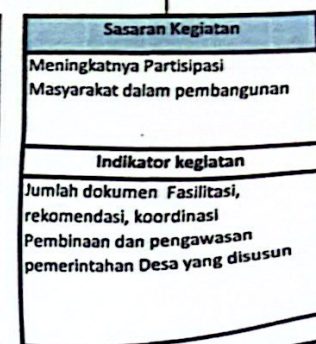 Sasaran Kegiatan
Meningkatnya Partisipasi
Masyarakat dalam pembangunan
Indikator kegiatan
Jumlah dokumen Fasilitasi,
rekomendasi, koordinasi
Pembinaan dan pengawasan
pemerintahan Desa yang disusun